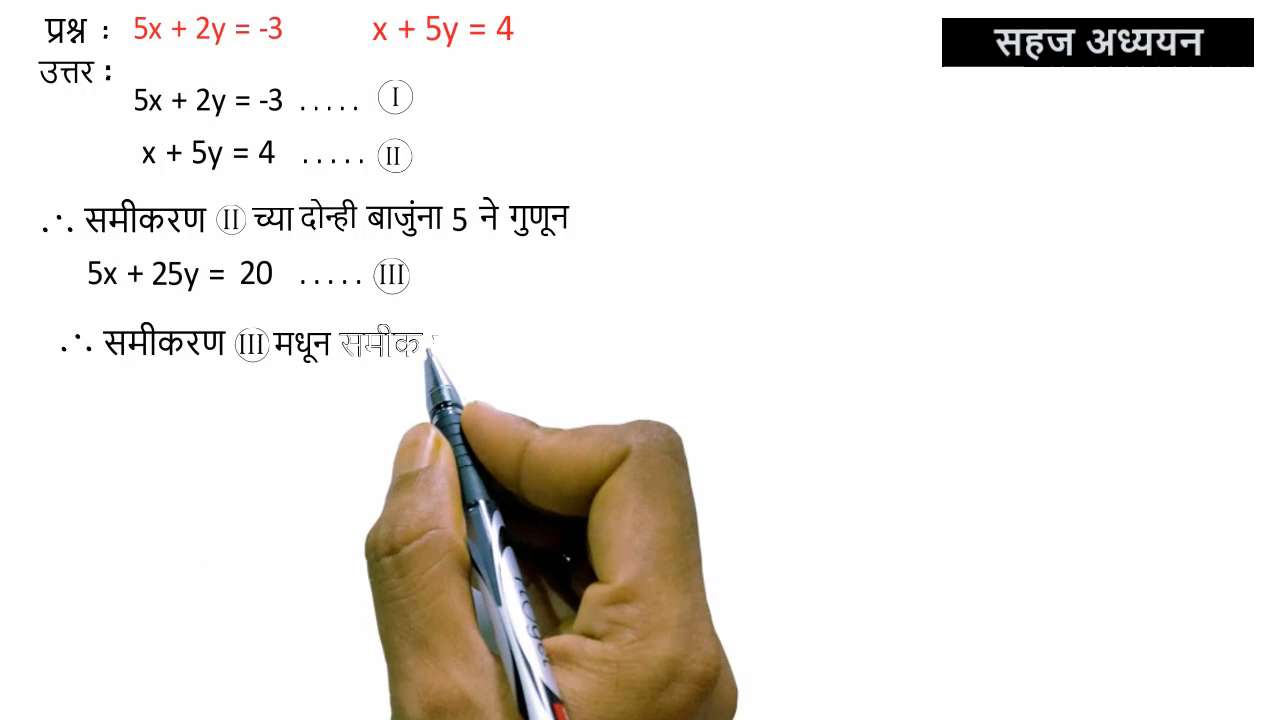 प्रश्न : 5x + 2y = -3 x + 5y = 4
सहज अध्ययन
उत्तर :
5x + 2y = -3 ..... Ⅰ
x + 5y = 4 ..... Ⅱ
∴ समीकरण Ⅱ च्या दोन्ही बाजुंना 5 ने गुणून
5x + 25y = 20 ..... Ⅲ
∴ समीकरण Ⅲ मधून समीक